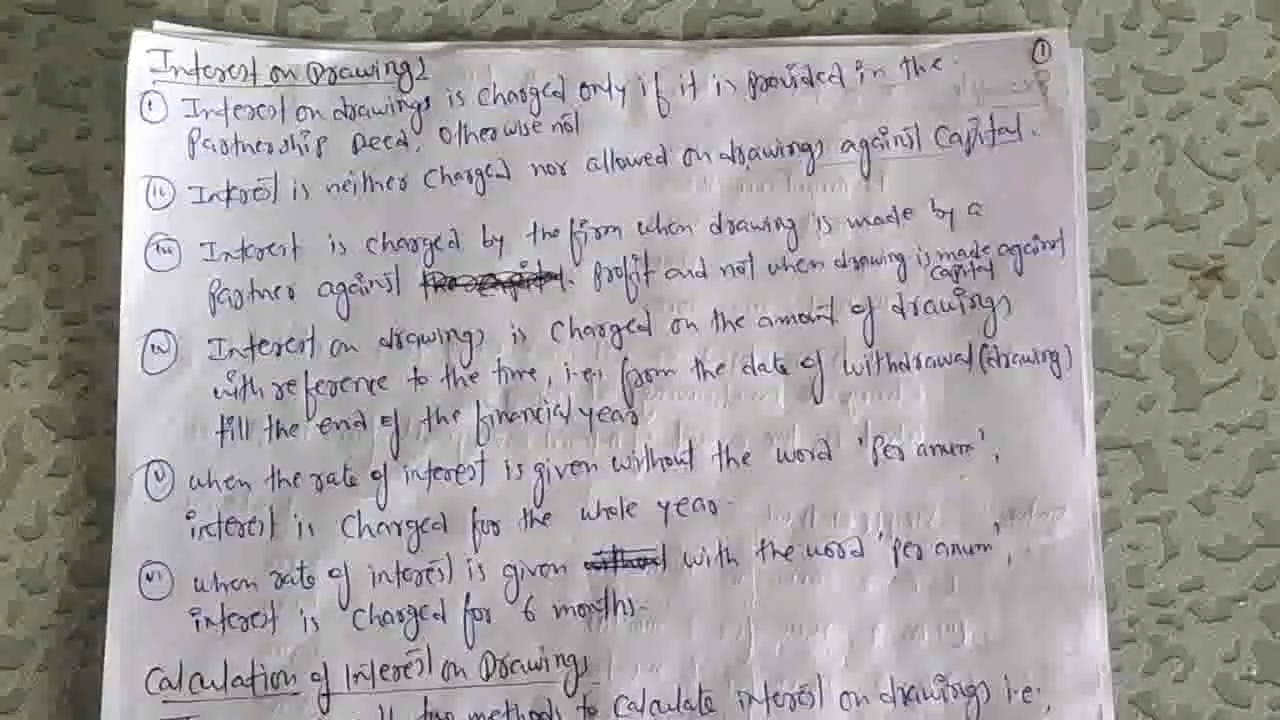 ①
Interest on Drawings
① Interest on drawings is charged only if it is provided in the
Partnership Deed, otherwise not
(ii) Interest is neither charged nor allowed on drawings against Capital.
(iii) Interest is charged by the firm when drawing is made by a
Partner against Profit and not when drawing is made against
capital
(iv) Interest on drawings is charged on the amount of drawings
with reference to the time, i.e., from the date of withdrawal (drawing)
till the end of the financial year
(v) when the rate of interest is given without the word 'Per anum',
interest is charged for the whole year.
(vi) when rate of interest is given with the word 'per anum',
interest is charged for 6 months.
Calculation of Interest on Drawings
two methods to calculate interest on drawings i.e;